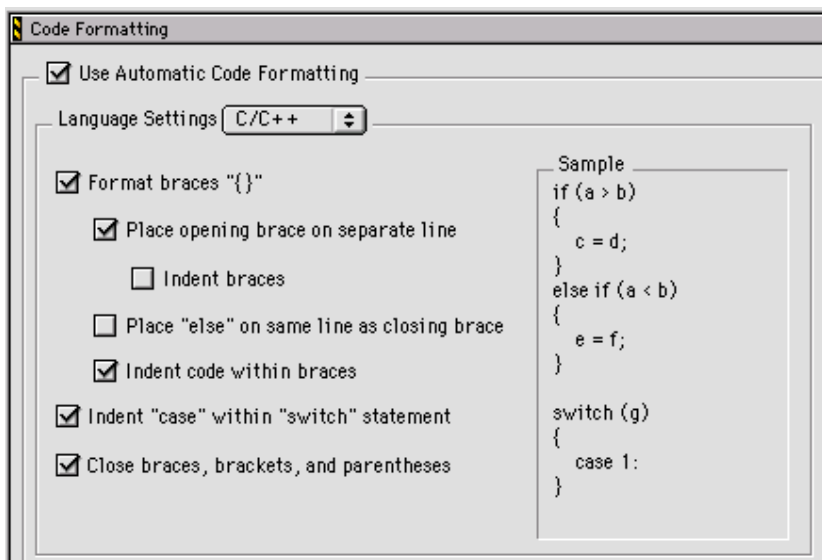 Code Formatting
Use Automatic Code Formatting
Language Settings C/C++
Format braces "{}"
Place opening brace on separate line
Indent braces
Place "else" on same line as closing brace
Indent code within braces
Indent "case" within "switch" statement
Close braces, brackets, and parentheses
Sample
if (a > b)
{
c = d;
}
else if (a < b)
{
e = f;
}
switch (g)
{
case 1:
}